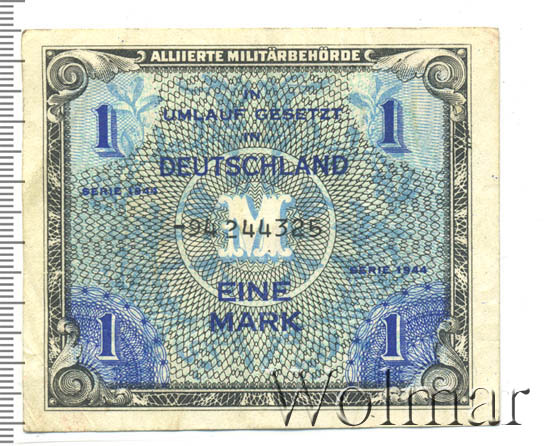 ALLIIERTE MILITÄRBEHÖRDE
1 1
IN
UMLAUF GESETZT
IN
DEUTSCHLAND
SERIE 1944
M
-94244325
SERIE 1944
EINE
MARK
1 1
Wolmar